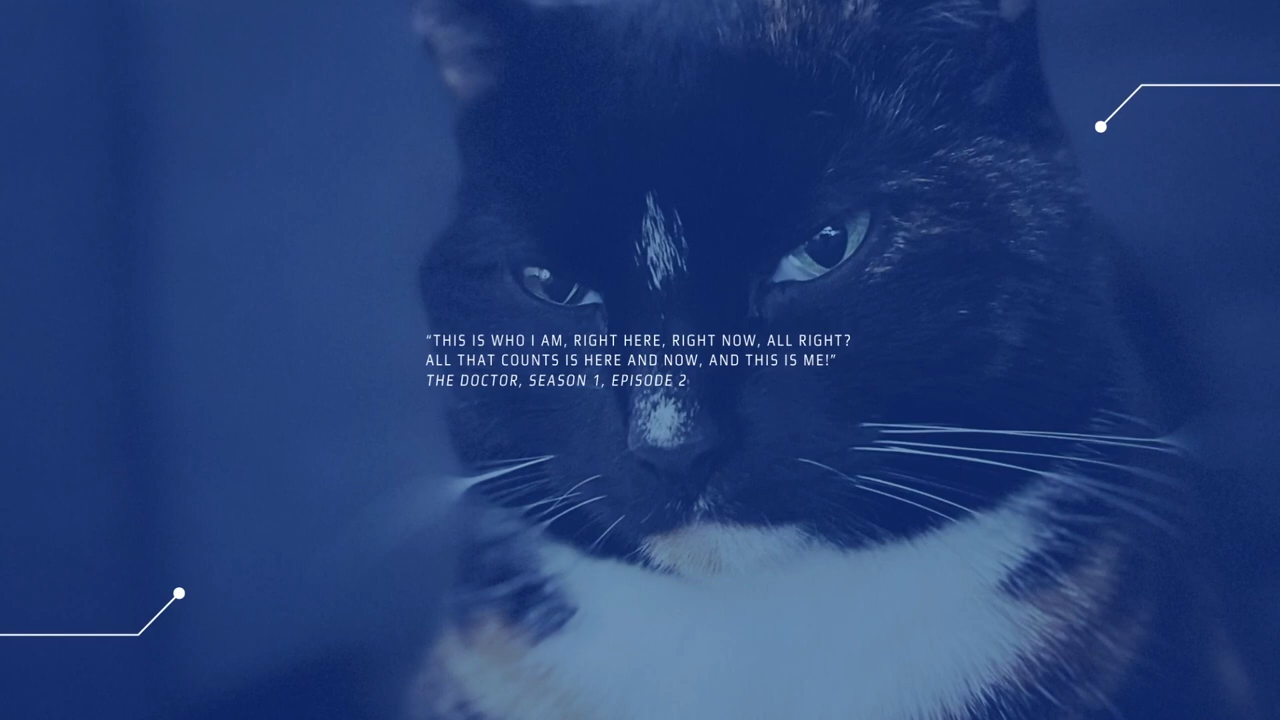 “THIS IS WHO I AM, RIGHT HERE, RIGHT NOW, ALL RIGHT?
ALL THAT COUNTS IS HERE AND NOW, AND THIS IS ME!”
THE DOCTOR, SEASON 1, EPISODE 2